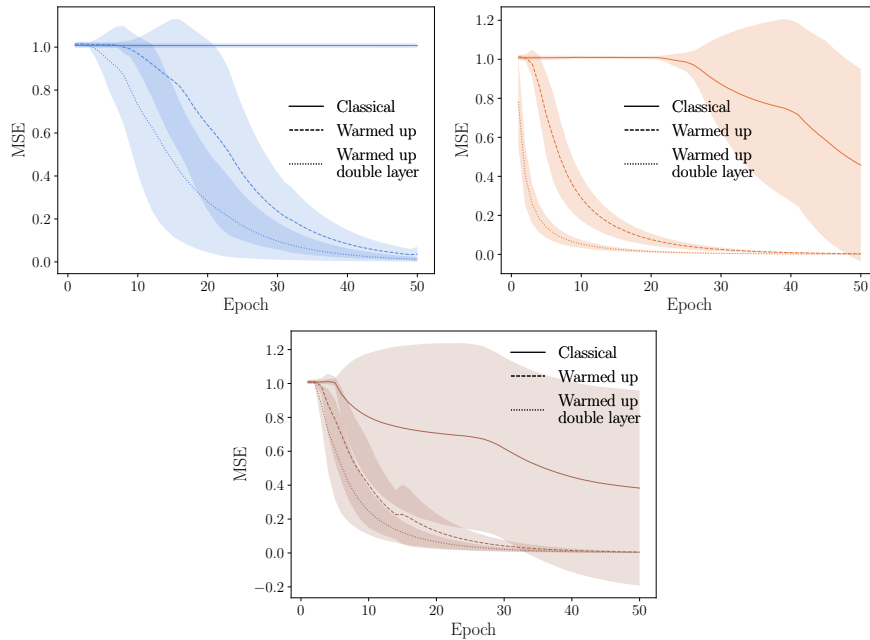 1.0
0.8
0.6
0.4
0.2
0.0
MSE
0
10
20
30
40
50
Epoch
Classical
Warmed up
Warmed up
double layer
1.2
1.0
0.8
0.6
0.4
0.2
0.0
MSE
0
10
20
30
40
50
Epoch
Classical
Warmed up
Warmed up
double layer
1.2
1.0
0.8
0.6
0.4
0.2
0.0
−0.2
MSE
0
10
20
30
40
50
Epoch
Classical
Warmed up
Warmed up
double layer